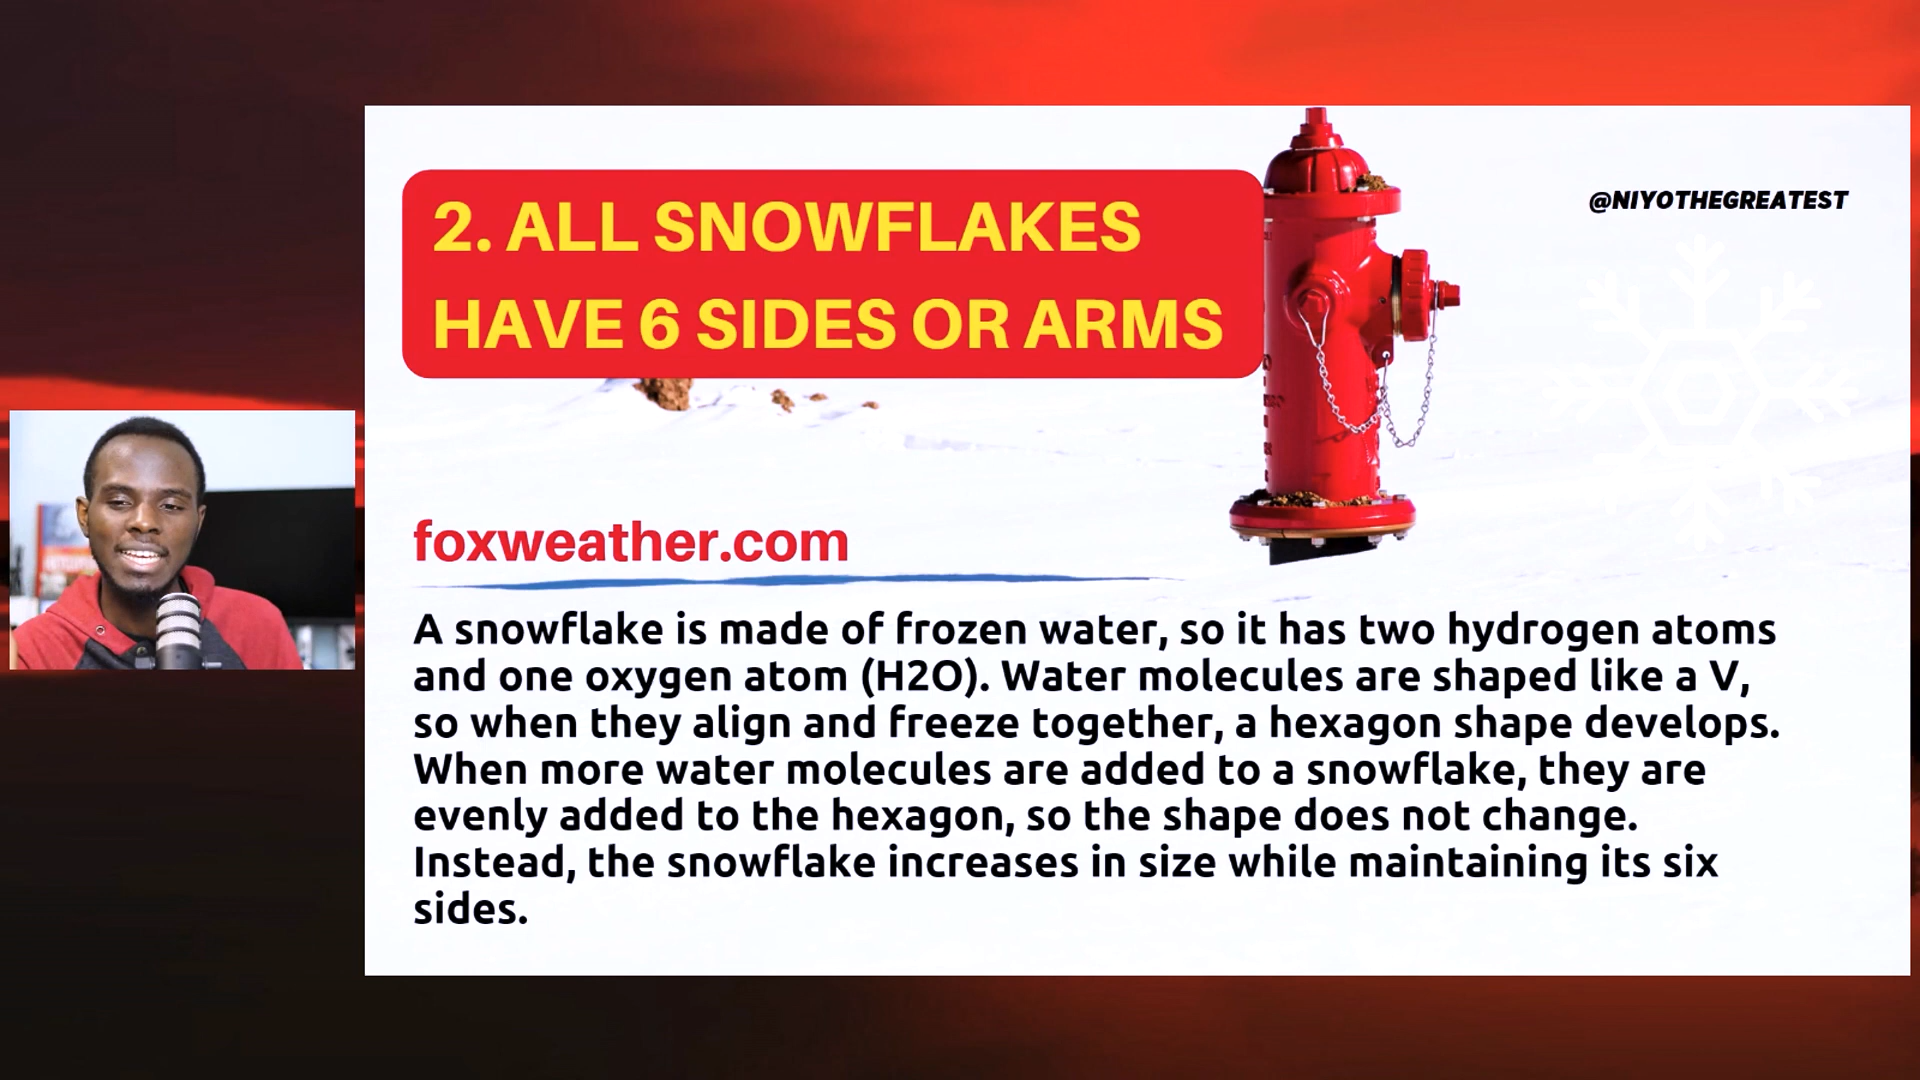 2. ALL SNOWFLAKES
HAVE 6 SIDES OR ARMS
@NIYOTHEGREATEST
foxweather.com
A snowflake is made of frozen water, so it has two hydrogen atoms
and one oxygen atom (H2O). Water molecules are shaped like a V,
so when they align and freeze together, a hexagon shape develops.
When more water molecules are added to a snowflake, they are
evenly added to the hexagon, so the shape does not change.
Instead, the snowflake increases in size while maintaining its six
sides.